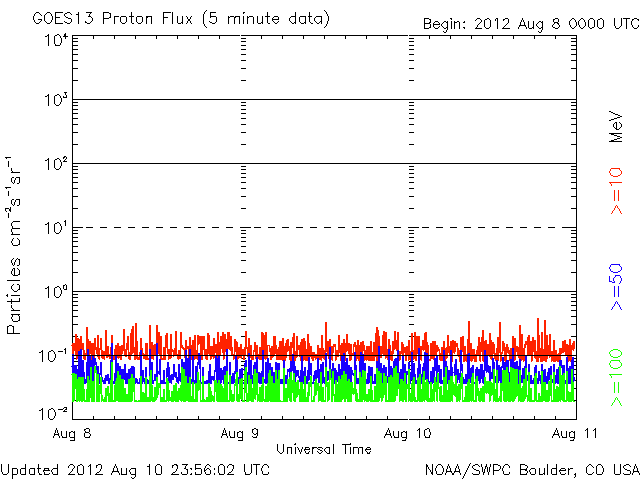 GOES13 Proton Flux (5 minute data)
Begin: 2012 Aug 8 0000 UTC
Particles cm⁻²s⁻¹sr⁻¹
10⁴
10³
10²
10¹
10⁰
10⁻¹
10⁻²
Aug 8 Aug 9 Aug 10 Aug 11
Universal Time
MeV
>=10
>=50
>=100
Updated 2012 Aug 10 23:56:02 UTC
NOAA/SWPC Boulder, CO USA